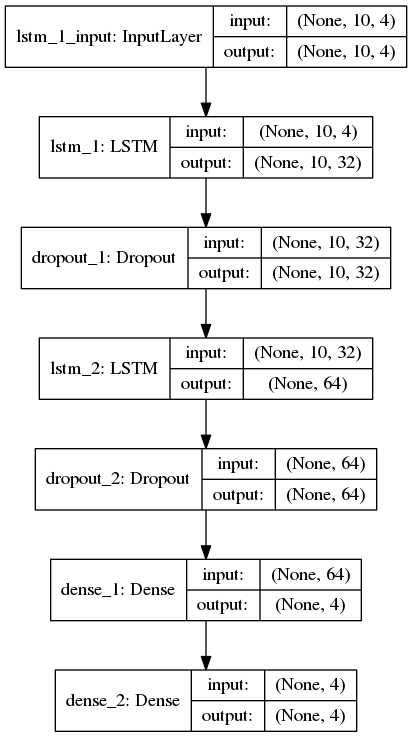 lstm_1_input: InputLayer
input: (None, 10, 4)
output: (None, 10, 4)
lstm_1: LSTM
input: (None, 10, 4)
output: (None, 10, 32)
dropout_1: Dropout
input: (None, 10, 32)
output: (None, 10, 32)
lstm_2: LSTM
input: (None, 10, 32)
output: (None, 64)
dropout_2: Dropout
input: (None, 64)
output: (None, 64)
dense_1: Dense
input: (None, 64)
output: (None, 4)
dense_2: Dense
input: (None, 4)
output: (None, 4)